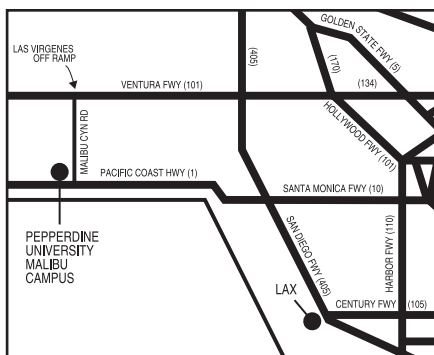 GOLDEN STATE FWY (5)
LAS VIRGENES
OFF RAMP
(405)
(170)
(134)
VENTURA FWY (101)
HOLLYWOOD FWY (101)
MALIBU CYN RD
PACIFIC COAST HWY (1)
SANTA MONICA FWY (10)
PEPPERDINE
UNIVERSITY
MALIBU
CAMPUS
SAN DIEGO FWY (405)
HARBOR FWY (110)
LAX
CENTURY FWY (105)